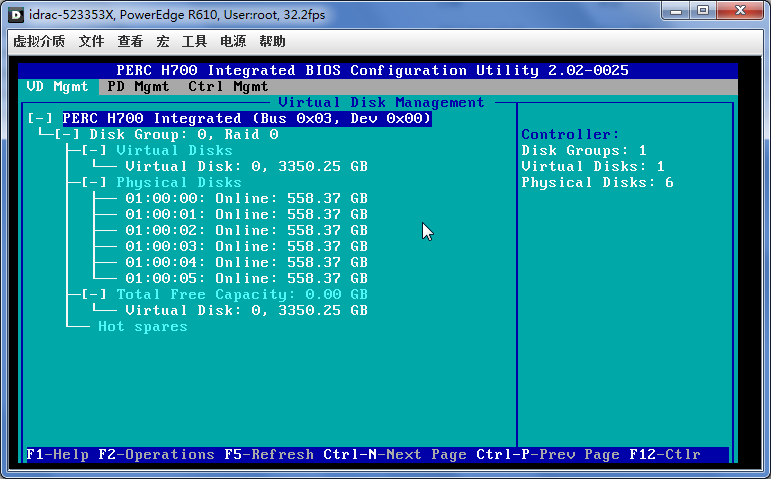 idrac-523353X, PowerEdge R610, User:root, 32.2fps
虚拟介质 文件 查看 宏 工具 电源 帮助
PERC H700 Integrated BIOS Configuration Utility 2.02-0025
VD Mgmt PD Mgmt Ctrl Mgmt
Virtual Disk Management
[-] PERC H700 Integrated (Bus 0x03, Dev 0x00)
[-] Disk Group: 0, Raid 0
[-] Virtual Disks
Virtual Disk: 0, 3350.25 GB
[-] Physical Disks
01:00:00: Online: 558.37 GB
01:00:01: Online: 558.37 GB
01:00:02: Online: 558.37 GB
01:00:03: Online: 558.37 GB
01:00:04: Online: 558.37 GB
01:00:05: Online: 558.37 GB
[-] Total Free Capacity: 0.00 GB
Virtual Disk: 0, 3350.25 GB
Hot spares
Controller:
Disk Groups: 1
Virtual Disks: 1
Physical Disks: 6
F1-Help F2-Operations F5-Refresh Ctrl-N-Next Page Ctrl-P-Prev Page F12-Ctlr